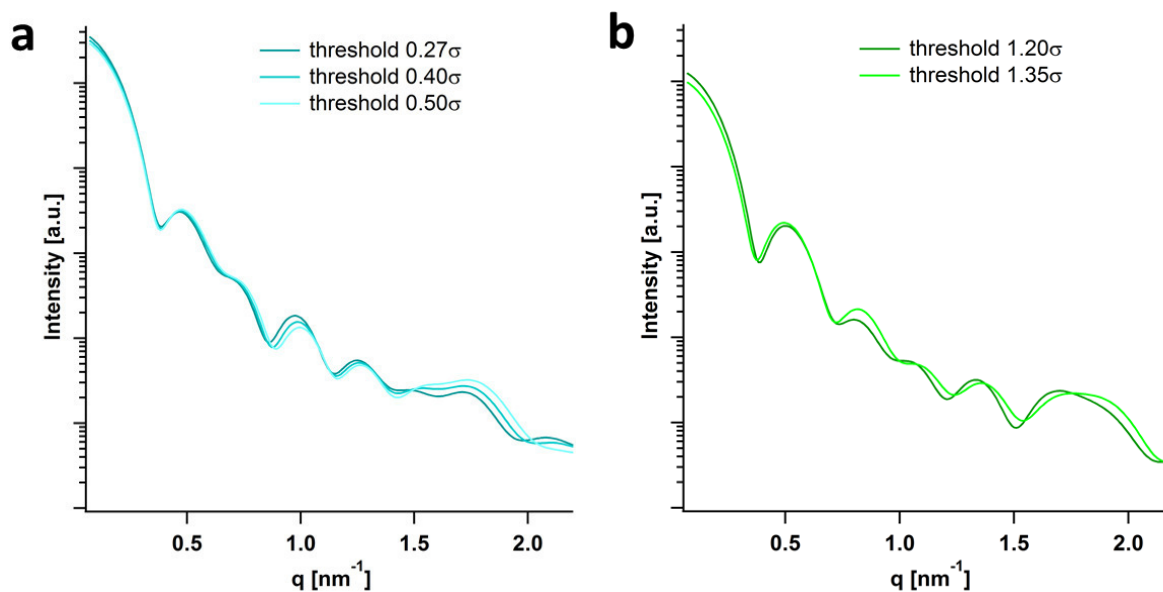 a
threshold 0.27σ
threshold 0.40σ
threshold 0.50σ
Intensity [a.u.]
0.5 1.0 1.5 2.0
q [nm⁻¹]
b
threshold 1.20σ
threshold 1.35σ
Intensity [a.u.]
0.5 1.0 1.5 2.0
q [nm⁻¹]